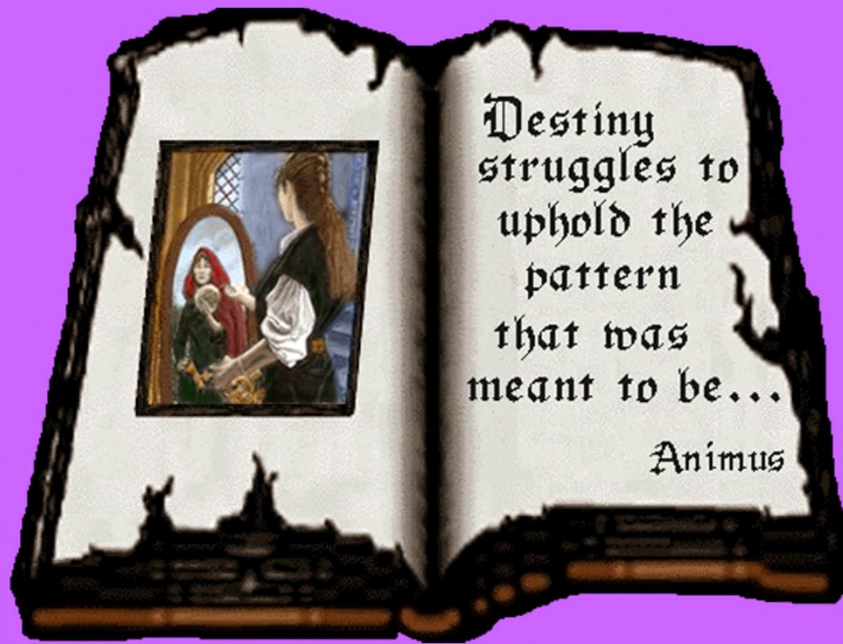 Destiny
struggles to
uphold the
pattern
that was
meant to be...
Animus